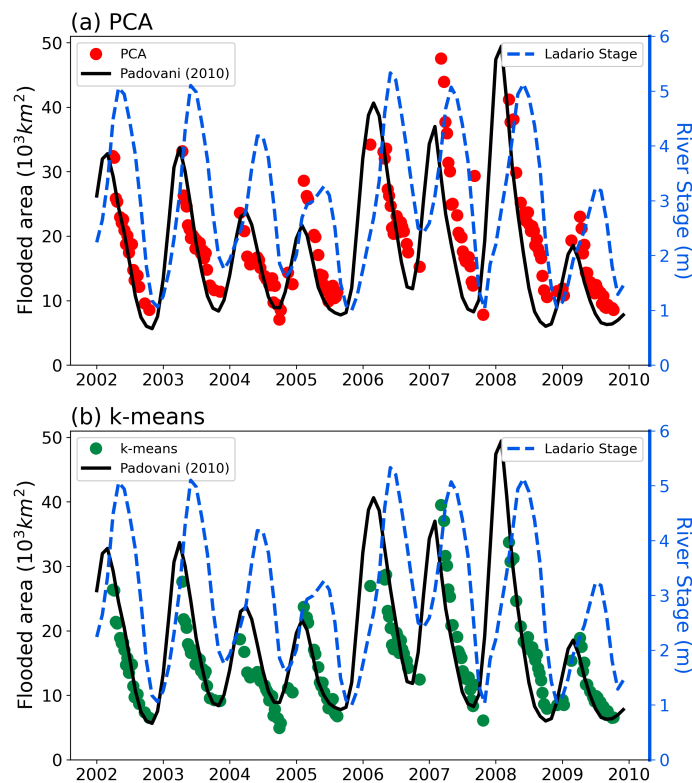 (a) PCA
Flooded area (10³km²)
50
40
30
20
10
0
PCA
Padovani (2010)
Ladario Stage
6
5
4
3
2
1
0
River Stage (m)
2002 2003 2004 2005 2006 2007 2008 2009 2010
(b) k-means
Flooded area (10³km²)
50
40
30
20
10
0
k-means
Padovani (2010)
Ladario Stage
6
5
4
3
2
1
0
River Stage (m)
2002 2003 2004 2005 2006 2007 2008 2009 2010